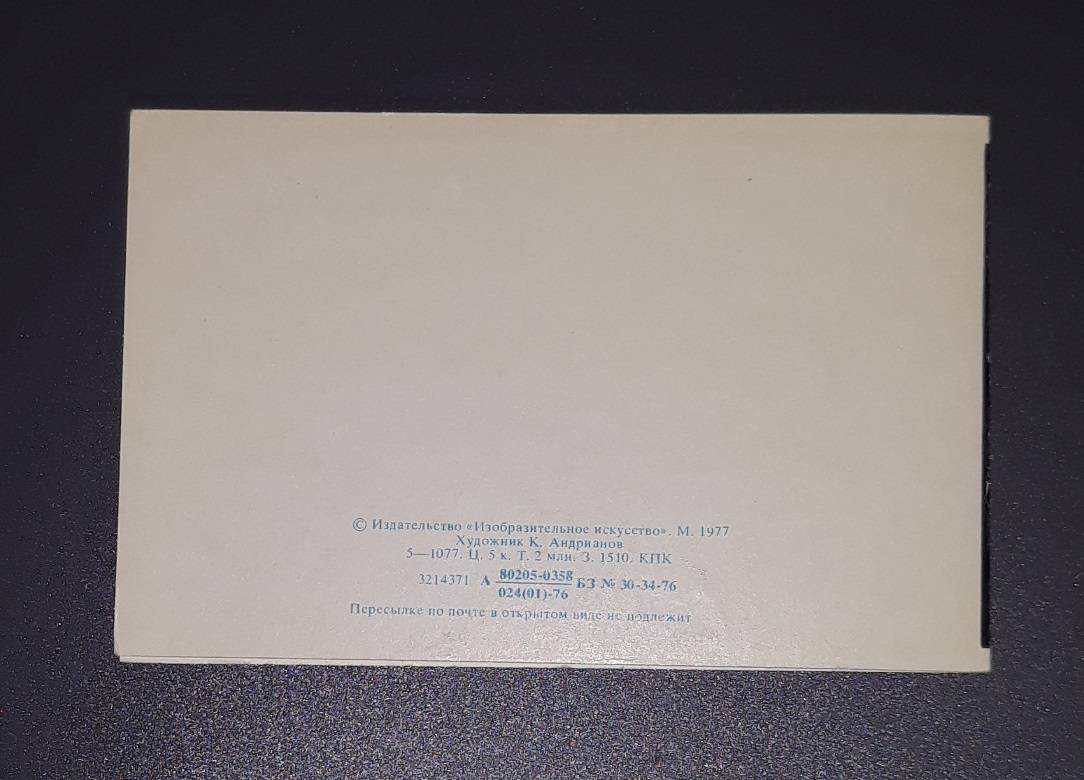 © Издательство «Изобразительное искусство». М. 1977
Художник К. Андрианов
5—1077. Ц. 5 к. Т. 2 млн. З. 1510. КПК
3214371 А 80205-0358 БЗ № 30-34-76
024(01)-76
Пересылке по почте в открытом виде не подлежит